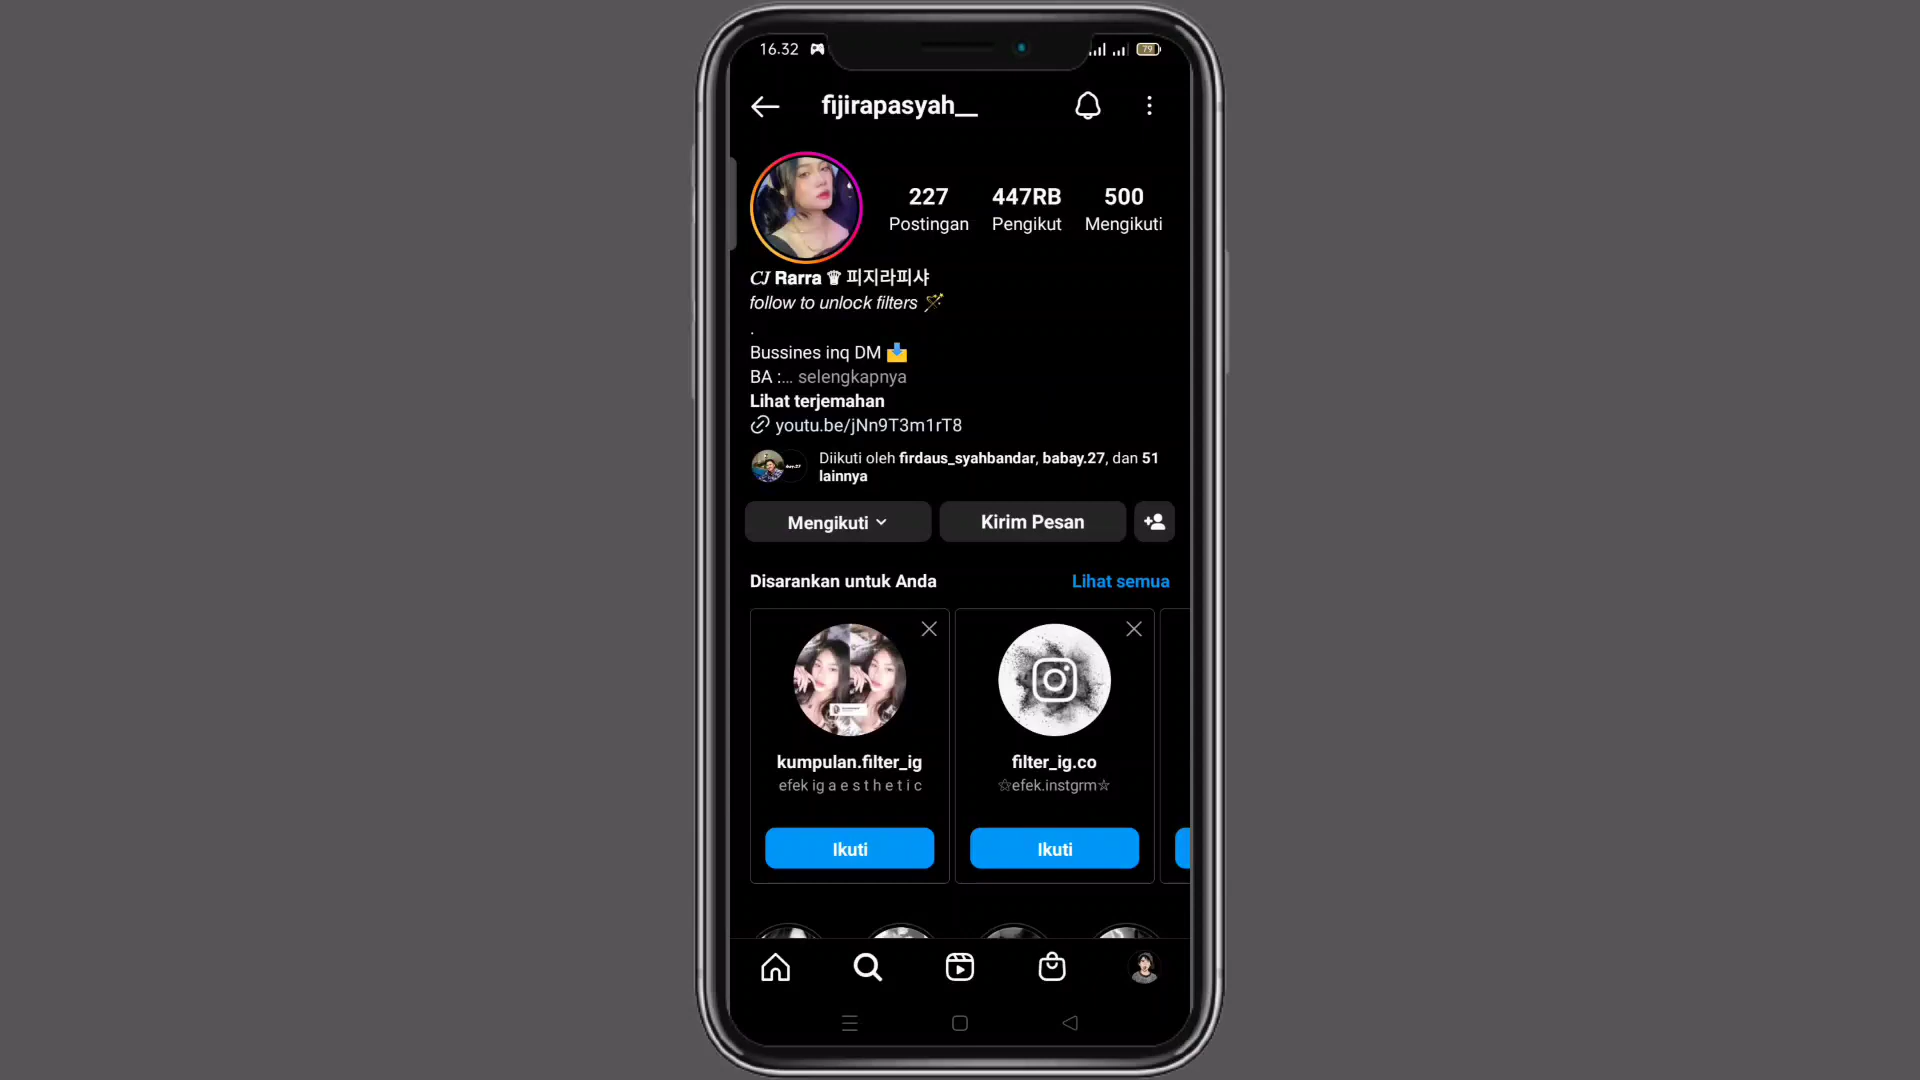 16.32
79
fijirapasyah__
227
447RB
500
Postingan
Pengikut
Mengikuti
CJ Rarra ♛ 피지라피샤
follow to unlock filters 🪄
.
Bussines inq DM 📩
BA :... selengkapnya
Lihat terjemahan
youtu.be/jNn9T3m1rT8
Diikuti oleh firdaus_syahbandar, babay.27, dan 51
lainnya
Mengikuti
Kirim Pesan
Disarankan untuk Anda
Lihat semua
kumpulan.filter_ig
efek ig a e s t h e t i c
Ikuti
filter_ig.co
☆efek.instgrm☆
Ikuti